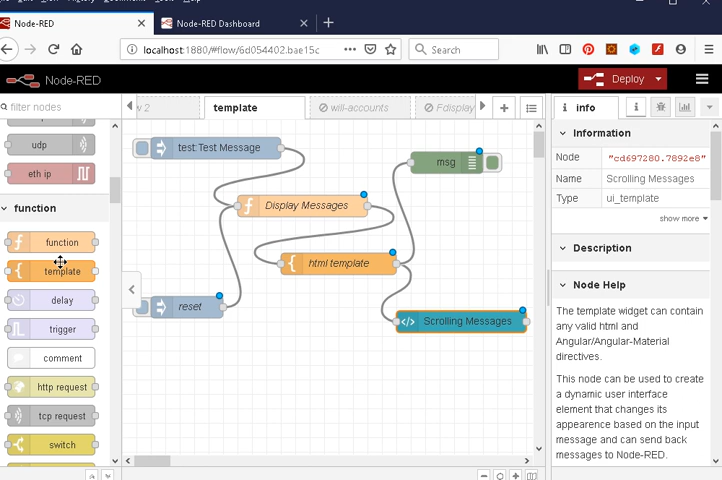 Node-RED
Node-RED Dashboard
localhost:1880/#flow/6d054402.bae15c
Search
Node-RED
Deploy
filter nodes
v 2
template
will-accounts
Fdisplay
info
i
udp
eth ip
function
function
template
delay
trigger
comment
http request
tcp request
switch
test:Test Message
Display Messages
msg
html template
reset
Scrolling Messages
Information
Node "cd697280.7892e8"
Name Scrolling Messages
Type ui_template
show more
Description
Node Help
The template widget can contain
any valid html and
Angular/Angular-Material
directives.
This node can be used to create
a dynamic user interface
element that changes its
appearence based on the input
message and can send back
messages to Node-RED.